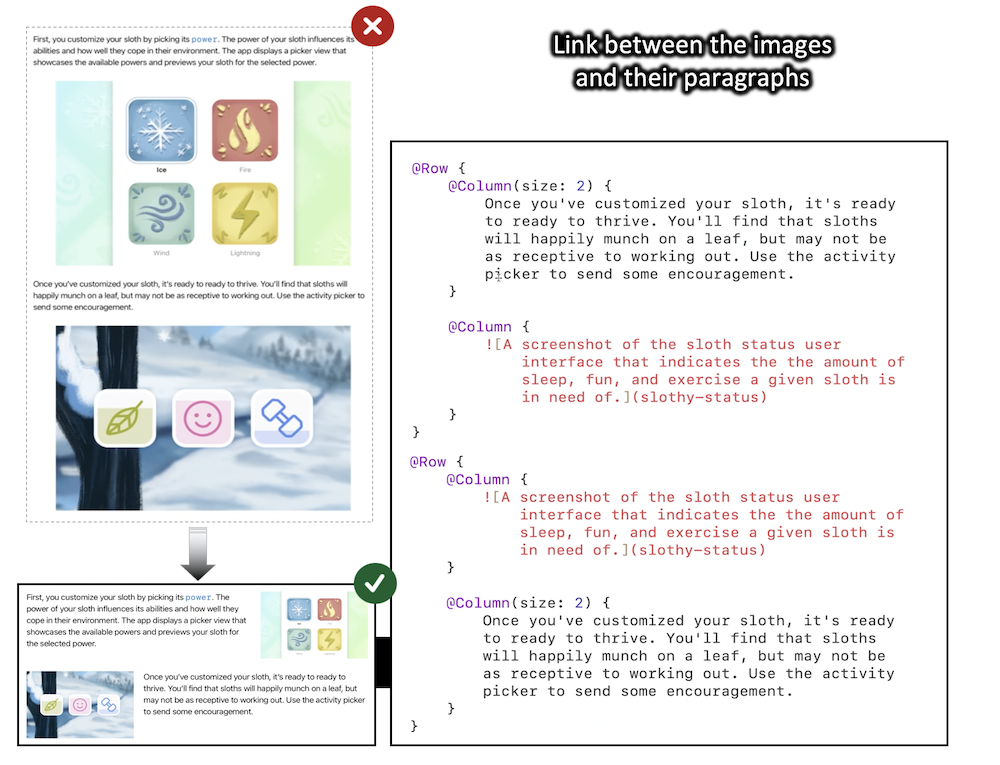 First, you customize your sloth by picking its power. The power of your sloth influences its
abilities and how well they cope in their environment. The app displays a picker view that
showcases the available powers and previews your sloth for the selected power.
Ice
Fire
Wind
Lightning
Once you've customized your sloth, it's ready to ready to thrive. You'll find that sloths will
happily munch on a leaf, but may not be as receptive to working out. Use the activity picker to
send some encouragement.
First, you customize your sloth by picking its power. The
power of your sloth influences its abilities and how well they
cope in their environment. The app displays a picker view that
showcases the available powers and previews your sloth for
the selected power.
Once you've customized your sloth, it's ready to ready to
thrive. You'll find that sloths will happily munch on a leaf, but
may not be as receptive to working out. Use the activity picker
to send some encouragement.
Link between the images
and their paragraphs
@Row {
@Column(size: 2) {
Once you've customized your sloth, it's ready
to ready to thrive. You'll find that sloths
will happily munch on a leaf, but may not be
as receptive to working out. Use the activity
picker to send some encouragement.
}
@Column {
![A screenshot of the sloth status user
interface that indicates the the amount of
sleep, fun, and exercise a given sloth is
in need of.](slothy-status)
}
}
@Row {
@Column {
![A screenshot of the sloth status user
interface that indicates the the amount of
sleep, fun, and exercise a given sloth is
in need of.](slothy-status)
}
@Column(size: 2) {
Once you've customized your sloth, it's ready
to ready to thrive. You'll find that sloths
will happily munch on a leaf, but may not be
as receptive to working out. Use the activity
picker to send some encouragement.
}
}